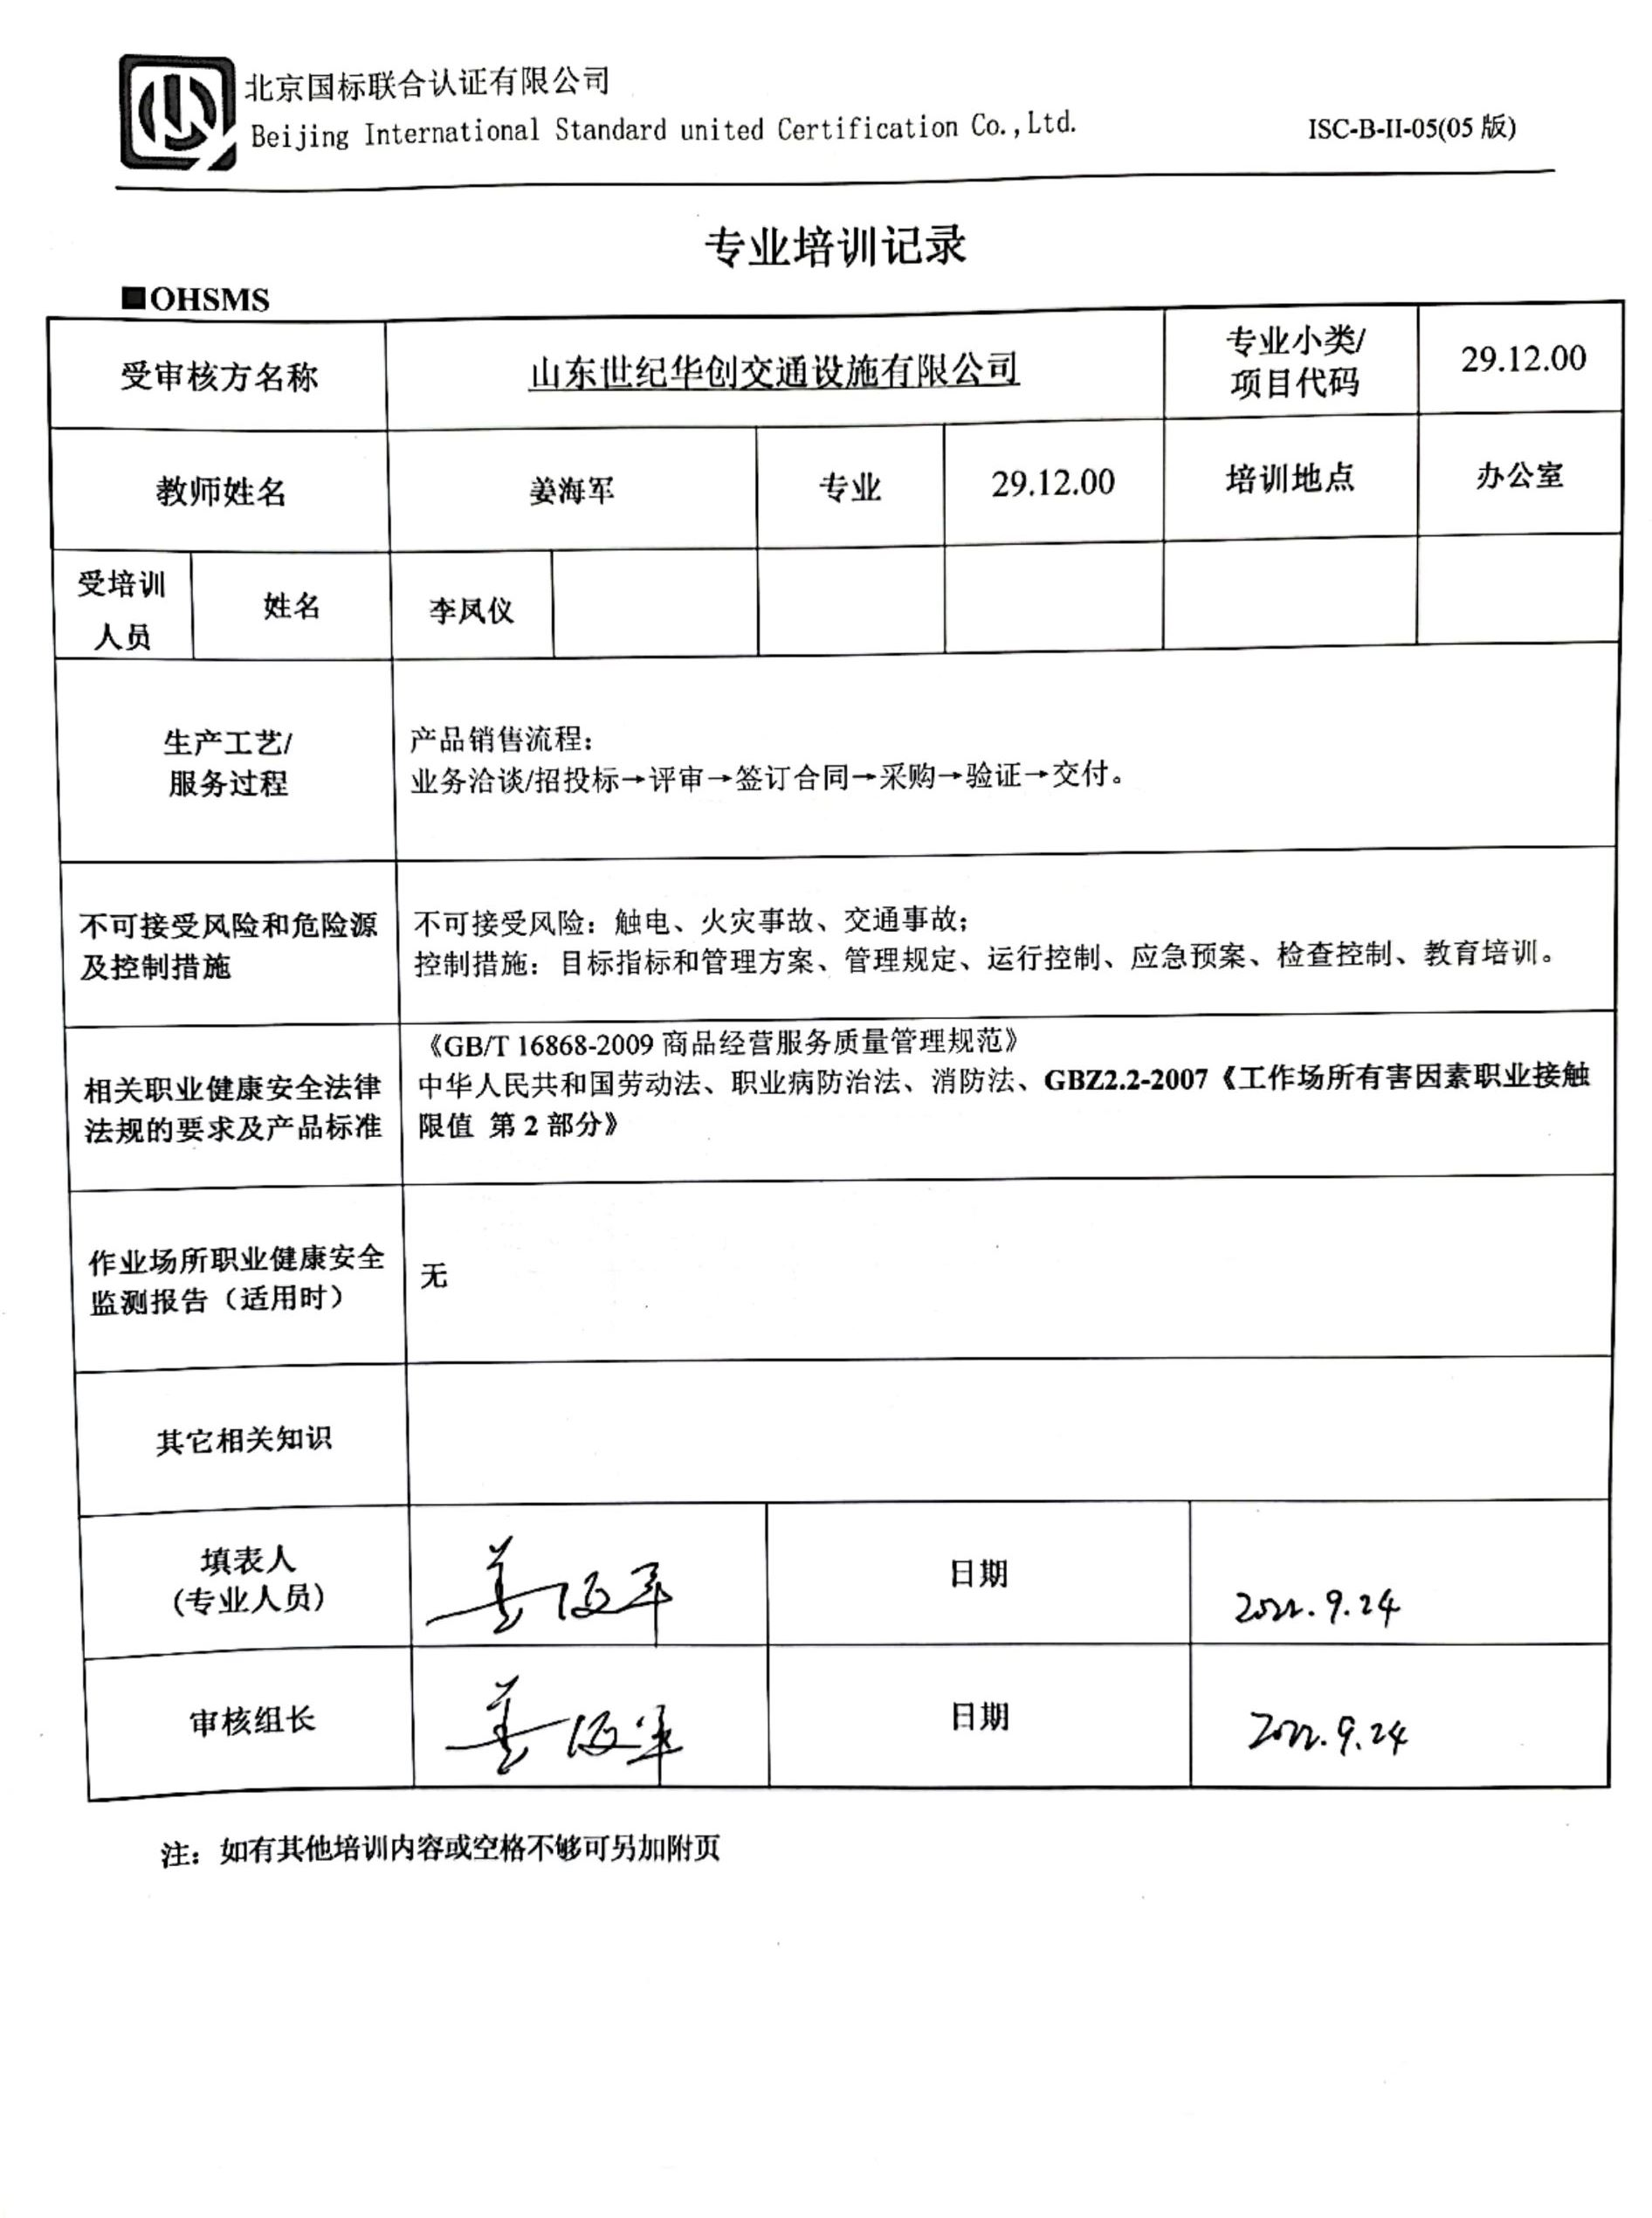 北京国标联合认证有限公司
Beijing International Standard united Certification Co.,Ltd.
ISC-B-II-05(05 版)
专业培训记录
■OHSMS
受审核方名称
山东世纪华创交通设施有限公司
专业小类/
项目代码
29.12.00
教师姓名
姜海军
专业
29.12.00
培训地点
办公室
受培训
人员
姓名
李凤仪
生产工艺/
服务过程
产品销售流程：
业务洽谈/招投标→评审→签订合同→采购→验证→交付。
不可接受风险和危险源
及控制措施
不可接受风险：触电、火灾事故、交通事故；
控制措施：目标指标和管理方案、管理规定、运行控制、应急预案、检查控制、教育培训。
相关职业健康安全法律
法规的要求及产品标准
《GB/T 16868-2009 商品经营服务质量管理规范》
中华人民共和国劳动法、职业病防治法、消防法、GBZ2.2-2007《工作场所有害因素职业接触
限值 第 2 部分》
作业场所职业健康安全
监测报告（适用时）
无
其它相关知识
填表人
(专业人员)
姜海军
日期
2022.9.24
审核组长
姜海军
日期
2022.9.24
注：如有其他培训内容或空格不够可另加附页